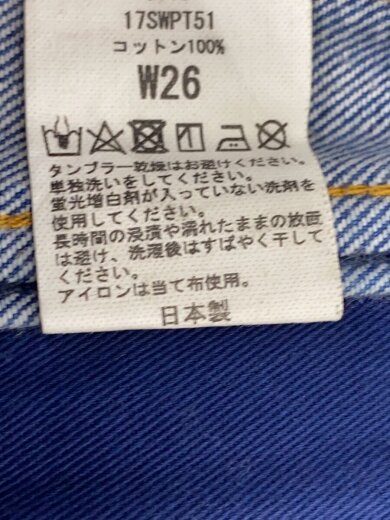 17SWPT51
コットン100%
W26
タンブラー乾燥はお避けください。
単独洗いをしてください。
蛍光増白剤が入っていない洗剤を
使用してください。
長時間の浸漬や濡れたままの放置
は避け、洗濯後はすばやく干して
ください。
アイロンは当て布使用。
日本製